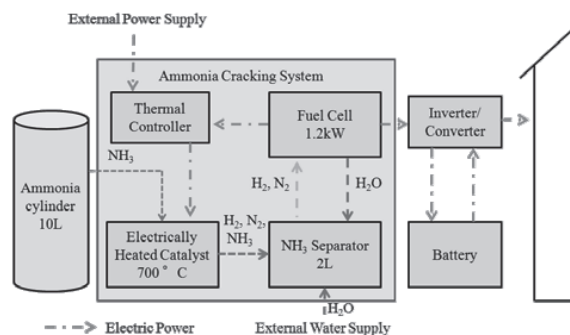 External Power Supply
Ammonia Cracking System
Thermal
Controller
Fuel Cell
1.2kW
Inverter/
Converter
NH₃
H₂, N₂
H₂O
Ammonia
cylinder
10L
H₂, N₂,
NH₃
Electrically
Heated Catalyst
700°C
NH₃ Separator
2L
Battery
H₂O
Electric Power
External Water Supply